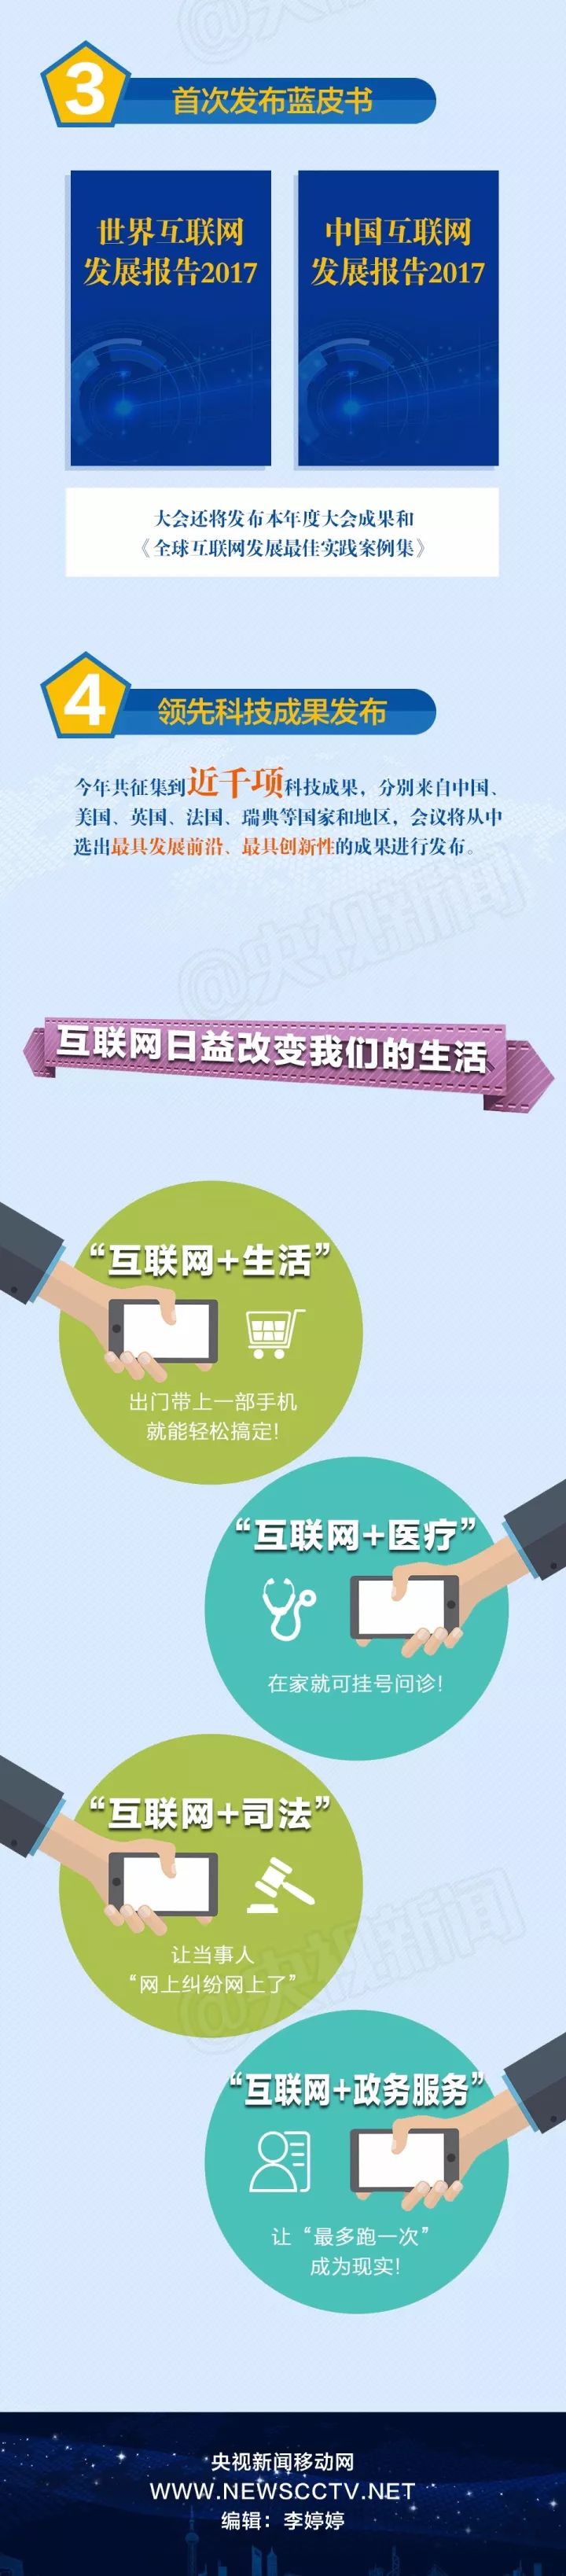 3
首次发布蓝皮书
世界互联网
发展报告2017
中国互联网
发展报告2017
大会还将发布本年度大会成果和
《全球互联网发展最佳实践案例集》
4
领先科技成果发布
今年共征集到近千项科技成果，分别来自中国、
美国、英国、法国、瑞典等国家和地区，会议将从中
选出最具发展前沿、最具创新性的成果进行发布。
@央视新闻
互联网日益改变我们的生活
“互联网+生活”
出门带上一部手机
就能轻松搞定!
“互联网+医疗”
在家就可挂号问诊!
“互联网+司法”
让当事人
“网上纠纷网上了”
@央视新闻
“互联网+政务服务”
让“最多跑一次”
成为现实!
央视新闻移动网
WWW.NEWSCCTV.NET
编辑：李婷婷